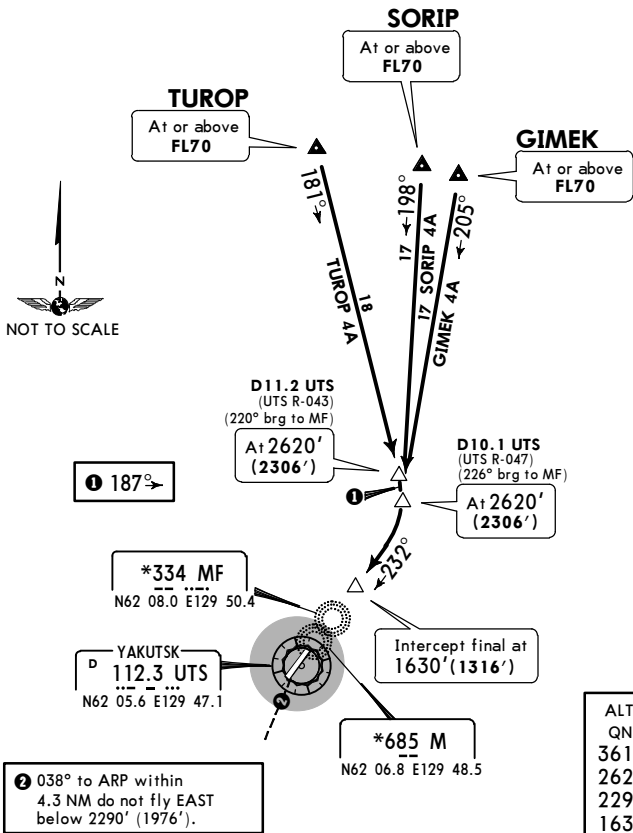 SORIP
At or above
FL70
TUROP
At or above
FL70
GIMEK
At or above
FL70
181°
198°
205°
17
17 SORIP 4A
18
TUROP 4A
GIMEK 4A
N
NOT TO SCALE
D11.2 UTS
(UTS R-043)
(220° brg to MF)
At 2620'
(2306')
D10.1 UTS
(UTS R-047)
(226° brg to MF)
At 2620'
(2306')
❶ 187°
❶
232°
*334 MF
N62 08.0 E129 50.4
Intercept final at
1630' (1316')
YAKUTSK
D 112.3 UTS
N62 05.6 E129 47.1
❷
*685 M
N62 06.8 E129 48.5
❷ 038° to ARP within
4.3 NM do not fly EAST
below 2290' (1976').
ALT
QN
361
262
229
163